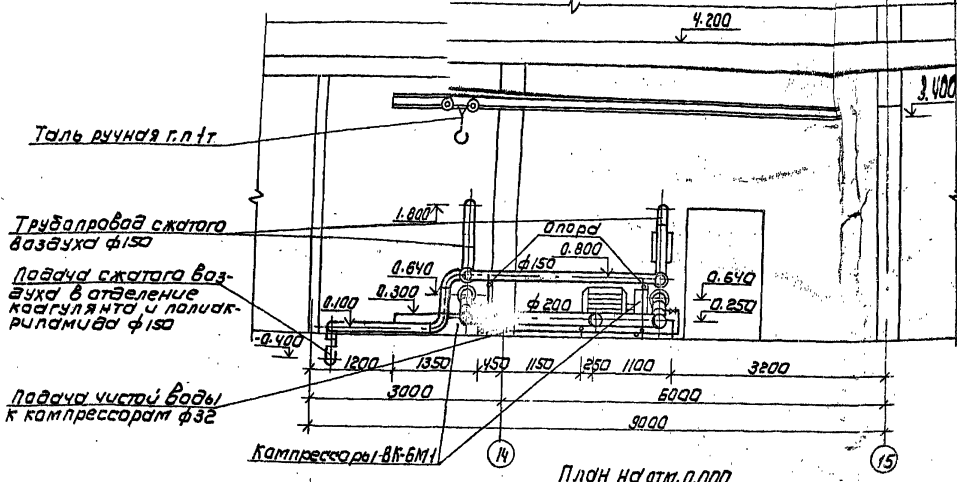 4.200
3.400
Таль ручная г.п 1т.
Трубопровод сжатого
воздуха ф150
Подача сжатого воз-
духа в отделение
коагулянта и полиак-
риламида ф150
1.800
Опора
0.800
ф150
0.640
0.300
0.100
ф200
0.640
0.250
-0.400
1200 1350 450 1150 250 1100 3200
3000 6000
9000
Подача чистой воды
к компрессорам ф32
Компрессоры-ВК-6М1
14
15
План на отм. 0.000